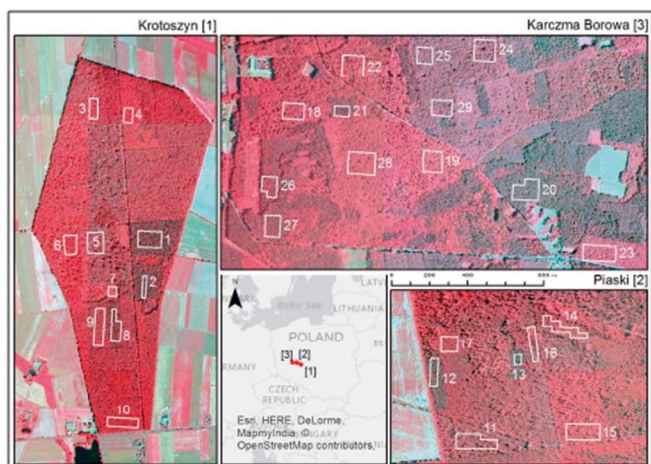 Krotoszyn [1]
3
4
6
5
1
7
2
9
8
10
Karczma Borowa [3]
25
24
22
18
21
29
28
19
26
20
27
23
N
Baltic Sea
LITHUANIA
POLAND
[3] [2]
[1]
GERMANY
CZECH
REPUBLIC
Esri, HERE, DeLorme,
MapmyIndia, ©
OpenStreetMap contributors,
0 200 400
Piaski [2]
14
17
16
13
12
11
15